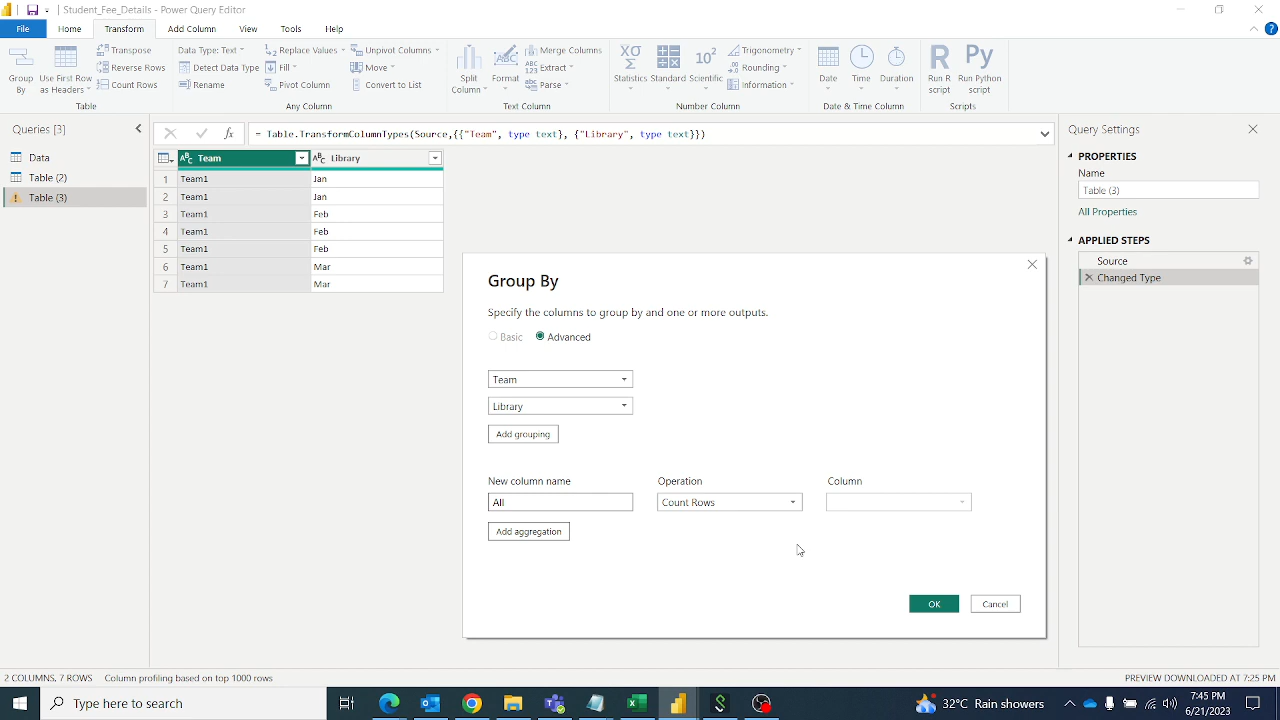 Student_Fee_Details - Power Query Editor
File Home Transform Add Column View Tools Help
Group By
Use First Row as Headers
Transpose
Reverse Rows
Count Rows
Table
Data Type: Text
Detect Data Type
Rename
Replace Values
Fill
Pivot Column
Unpivot Columns
Move
Convert to List
Any Column
Split Column
Format
Merge Columns
Extract
Parse
Text Column
Statistics
Standard
Scientific
Trigonometry
Rounding
Information
Number Column
Date
Time
Duration
Date & Time Column
Run R script
Run Python script
Scripts
Queries [3]
Data
Table (2)
Table (3)
= Table.TransformColumnTypes(Source,{{"Team", type text}, {"Library", type text}})
Team Library
1 Team1 Jan
2 Team1 Jan
3 Team1 Feb
4 Team1 Feb
5 Team1 Feb
6 Team1 Mar
7 Team1 Mar
Group By
Specify the columns to group by and one or more outputs.
Basic Advanced
Team
Library
Add grouping
New column name Operation Column
All Count Rows
Add aggregation
OK Cancel
Query Settings
PROPERTIES
Name
Table (3)
All Properties
APPLIED STEPS
Source
Changed Type
2 COLUMNS, 7 ROWS Column profiling based on top 1000 rows
PREVIEW DOWNLOADED AT 7:25 PM
Type here to search
32°C Rain showers
7:45 PM
6/21/2023